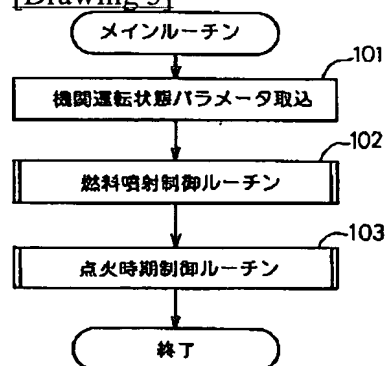 [Drawing 3]
メインルーチン
101
機関運転状態パラメータ取込
102
燃料噴射制御ルーチン
103
点火時期制御ルーチン
終了